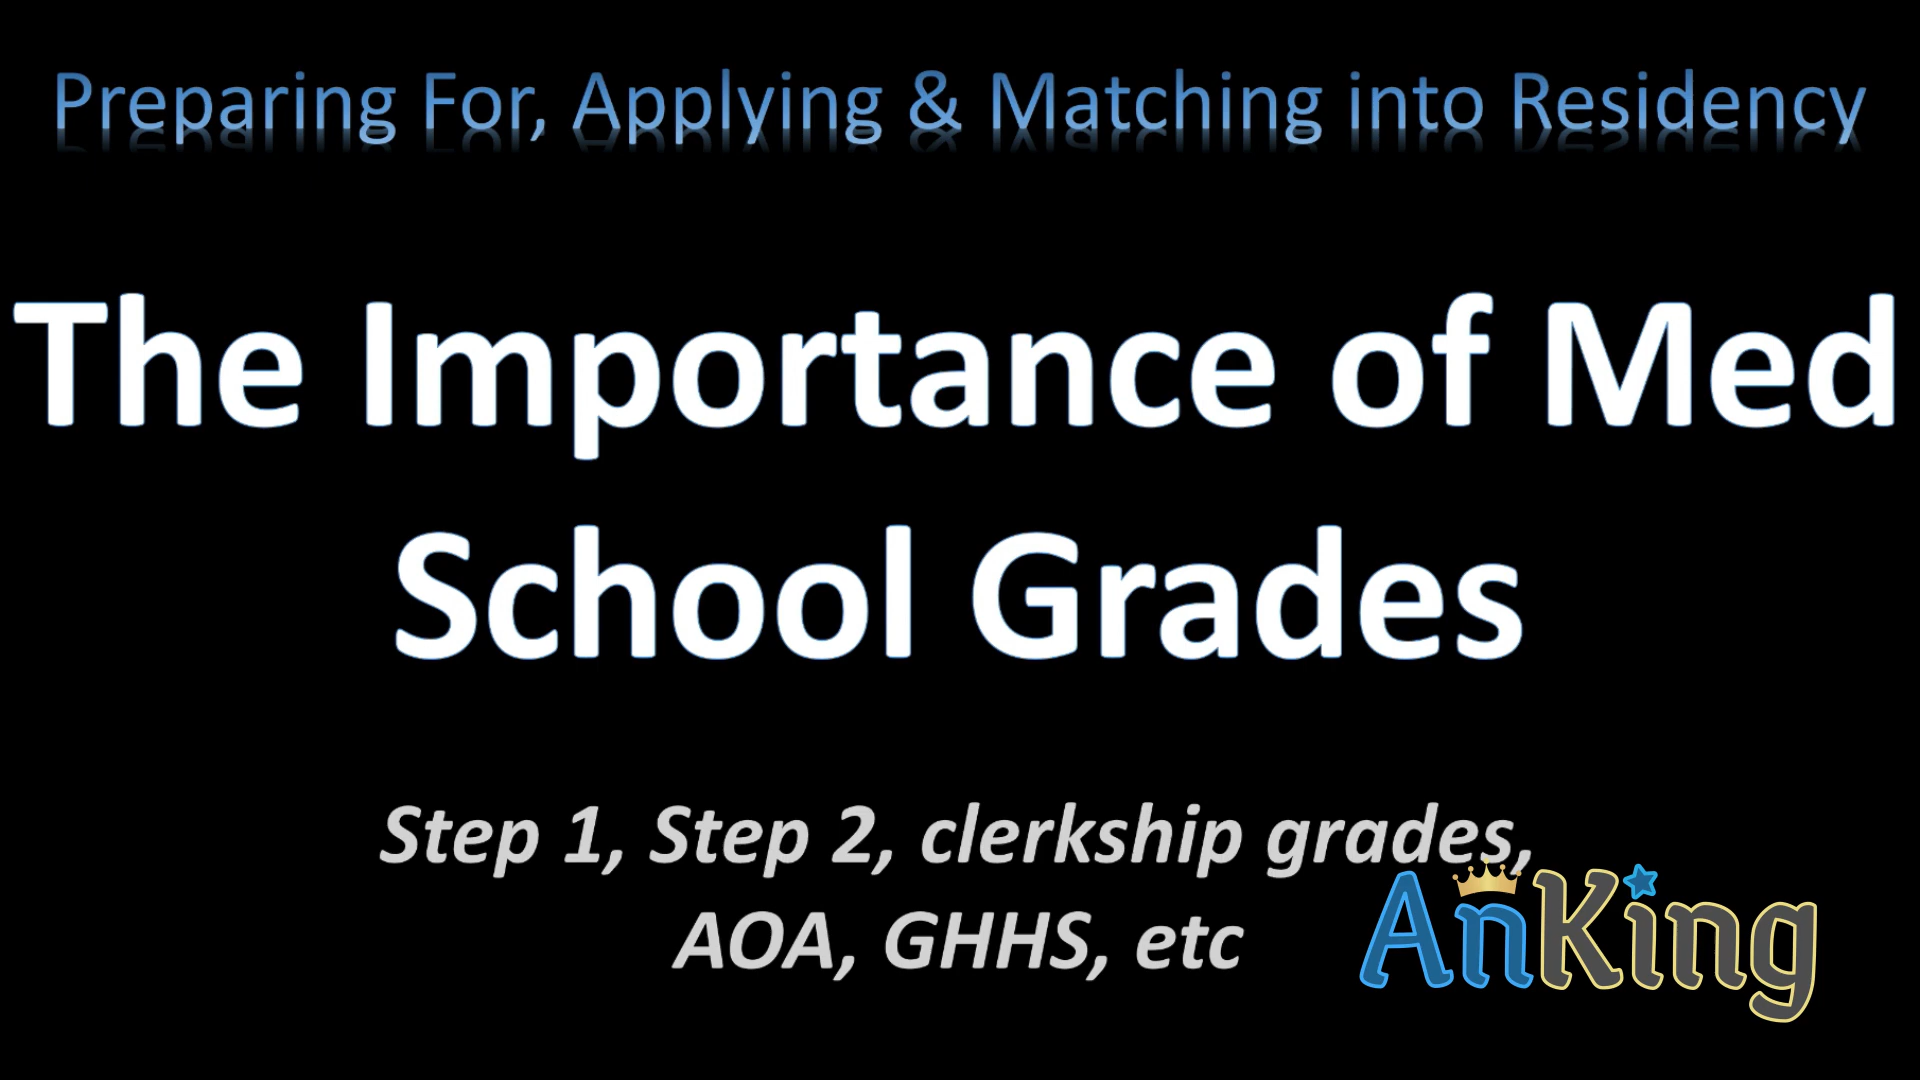 Preparing For, Applying & Matching into Residency
The Importance of Med
School Grades
Step 1, Step 2, clerkship grades,
AOA, GHHS, etc
AnKing